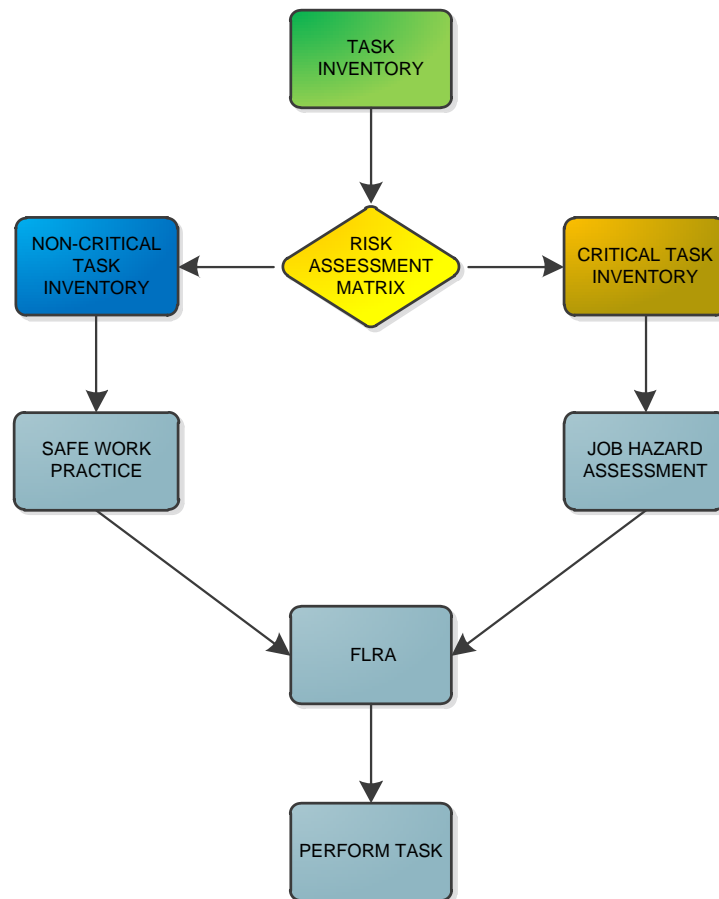 TASK
INVENTORY
NON-CRITICAL
TASK
INVENTORY
RISK
ASSESSMENT
MATRIX
CRITICAL TASK
INVENTORY
SAFE WORK
PRACTICE
JOB HAZARD
ASSESSMENT
FLRA
PERFORM TASK